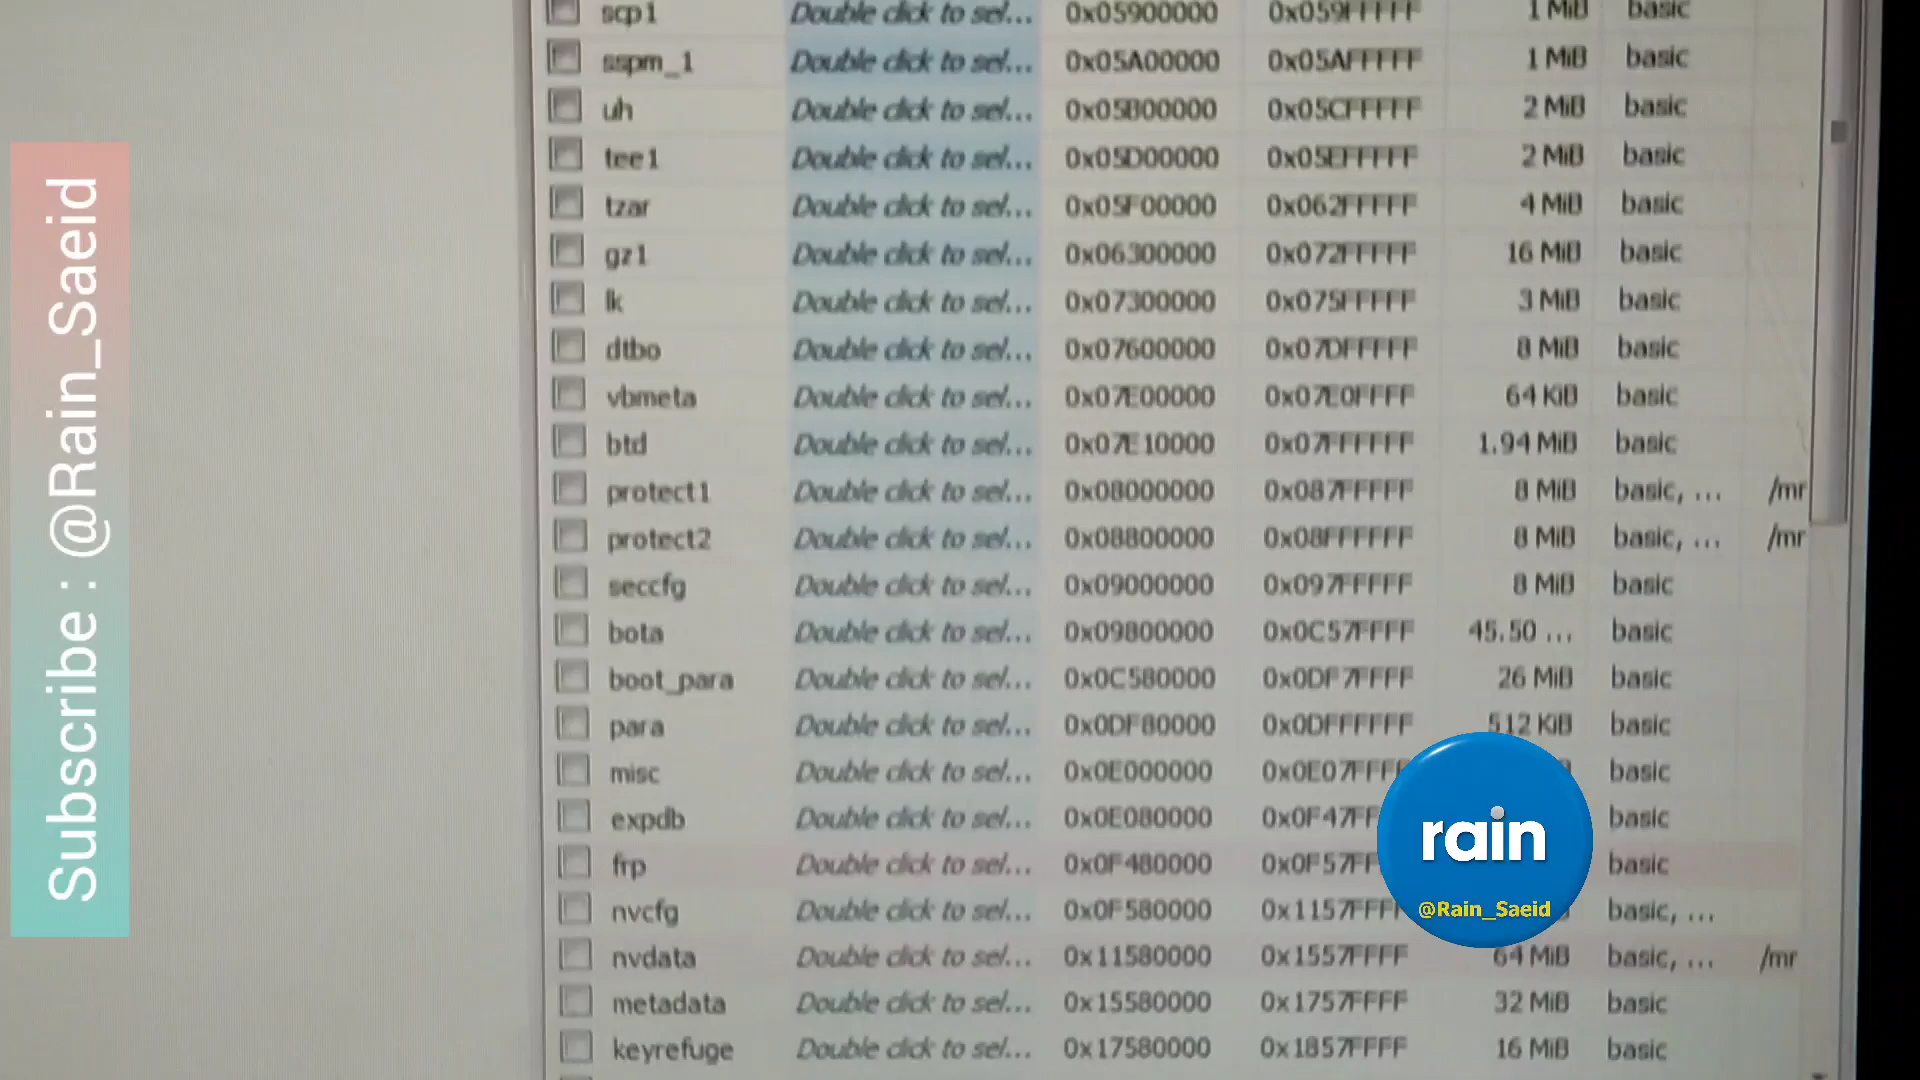 Subscribe : @Rain_Saeid
scp1 Double click to sel... 0x05900000 0x059FFFFF 1 MiB basic
sspm_1 Double click to sel... 0x05A00000 0x05AFFFFF 1 MiB basic
uh Double click to sel... 0x05B00000 0x05CFFFFF 2 MiB basic
tee1 Double click to sel... 0x05D00000 0x05EFFFFF 2 MiB basic
tzar Double click to sel... 0x05F00000 0x062FFFFF 4 MiB basic
gz1 Double click to sel... 0x06300000 0x072FFFFF 16 MiB basic
lk Double click to sel... 0x07300000 0x075FFFFF 3 MiB basic
dtbo Double click to sel... 0x07600000 0x07DFFFFF 8 MiB basic
vbmeta Double click to sel... 0x07E00000 0x07E0FFFF 64 KiB basic
btd Double click to sel... 0x07E10000 0x07FFFFFF 1.94 MiB basic
protect1 Double click to sel... 0x08000000 0x087FFFFF 8 MiB basic, ... /mr
protect2 Double click to sel... 0x08800000 0x08FFFFFF 8 MiB basic, ... /mr
seccfg Double click to sel... 0x09000000 0x097FFFFF 8 MiB basic
bota Double click to sel... 0x09800000 0x0C57FFFF 45.50 ... basic
boot_para Double click to sel... 0x0C580000 0x0DF7FFFF 26 MiB basic
para Double click to sel... 0x0DF80000 0x0DFFFFFF 512 KiB basic
misc Double click to sel... 0x0E000000 0x0E07FFFF basic
expdb Double click to sel... 0x0E080000 0x0F47FF basic
frp Double click to sel... 0x0F480000 0x0F57FF basic
nvcfg Double click to sel... 0x0F580000 0x1157FFFF basic, ...
nvdata Double click to sel... 0x11580000 0x1557FFFF 64 MiB basic, ... /mr
metadata Double click to sel... 0x15580000 0x1757FFFF 32 MiB basic
keyrefuge Double click to sel... 0x17580000 0x1857FFFF 16 MiB basic
rain
@Rain_Saeid